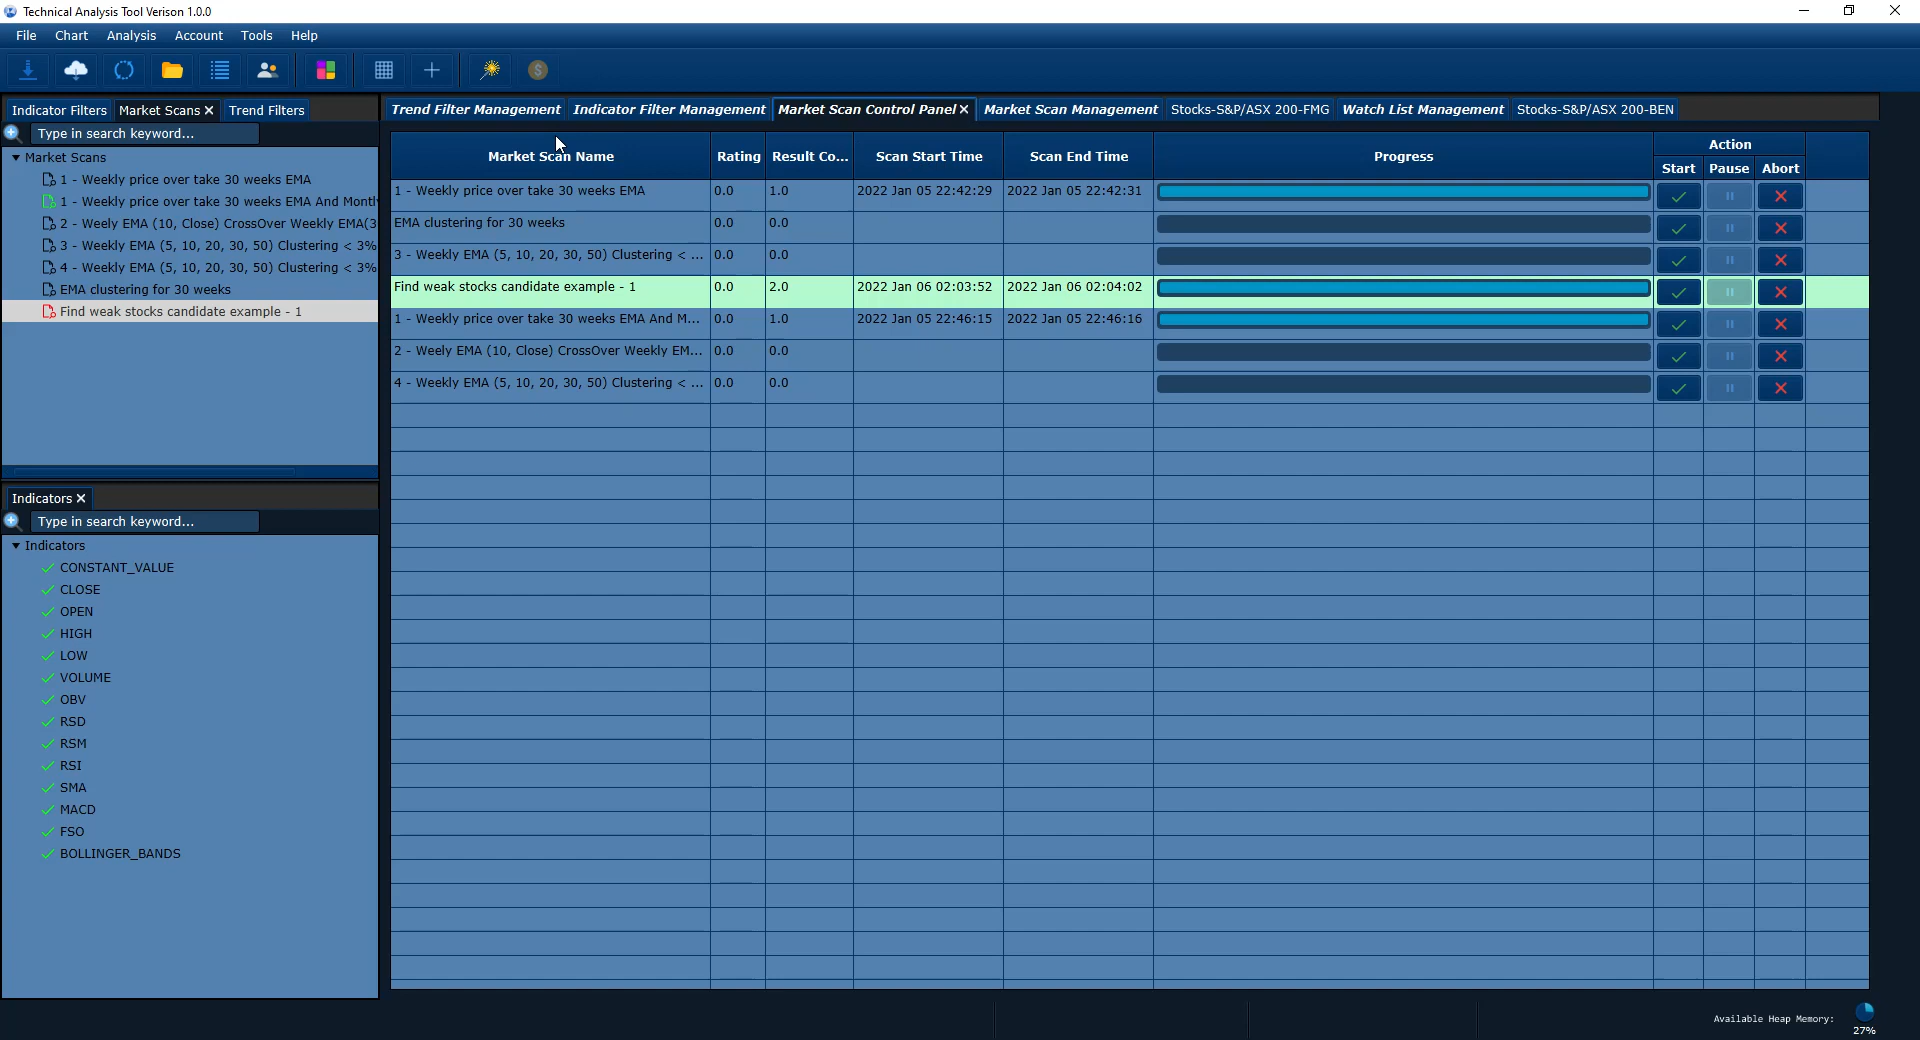 Technical Analysis Tool Verison 1.0.0
File Chart Analysis Account Tools Help
Indicator Filters Market Scans Trend Filters
Type in search keyword...
Market Scans
1 - Weekly price over take 30 weeks EMA
1 - Weekly price over take 30 weeks EMA And Montl
2 - Weely EMA (10, Close) CrossOver Weekly EMA(3
3 - Weekly EMA (5, 10, 20, 30, 50) Clustering < 3%
4 - Weekly EMA (5, 10, 20, 30, 50) Clustering < 3%
EMA clustering for 30 weeks
Find weak stocks candidate example - 1
Indicators
Type in search keyword...
Indicators
CONSTANT_VALUE
CLOSE
OPEN
HIGH
LOW
VOLUME
OBV
RSD
RSM
RSI
SMA
MACD
FSO
BOLLINGER_BANDS
Trend Filter Management Indicator Filter Management Market Scan Control Panel Market Scan Management Stocks-S&P/ASX 200-FMG Watch List Management Stocks-S&P/ASX 200-BEN
Market Scan Name Rating Result Co... Scan Start Time Scan End Time Progress Action
Start Pause Abort
1 - Weekly price over take 30 weeks EMA 0.0 1.0 2022 Jan 05 22:42:29 2022 Jan 05 22:42:31
EMA clustering for 30 weeks 0.0 0.0
3 - Weekly EMA (5, 10, 20, 30, 50) Clustering < ... 0.0 0.0
Find weak stocks candidate example - 1 0.0 2.0 2022 Jan 06 02:03:52 2022 Jan 06 02:04:02
1 - Weekly price over take 30 weeks EMA And M... 0.0 1.0 2022 Jan 05 22:46:15 2022 Jan 05 22:46:16
2 - Weely EMA (10, Close) CrossOver Weekly EM... 0.0 0.0
4 - Weekly EMA (5, 10, 20, 30, 50) Clustering < ... 0.0 0.0
Available Heap Memory:
27%